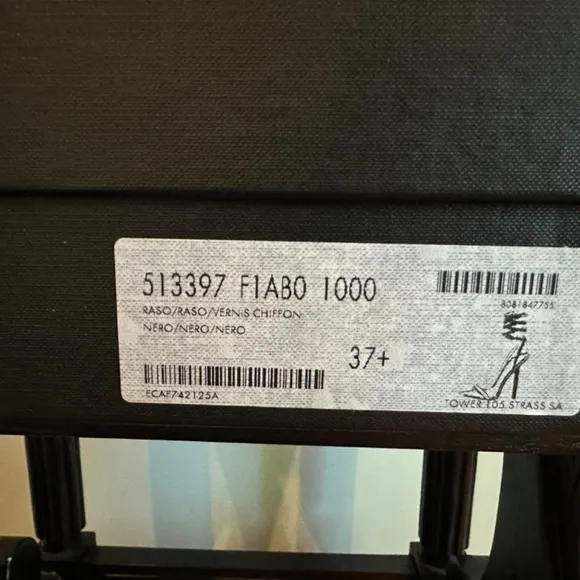 513397 F1AB0 1000
8081847755
RASO/RASO/VERNIS CHIFFON
NERO/NERO/NERO
37+
ECAF742125A
TOWER 105 STRASS SA